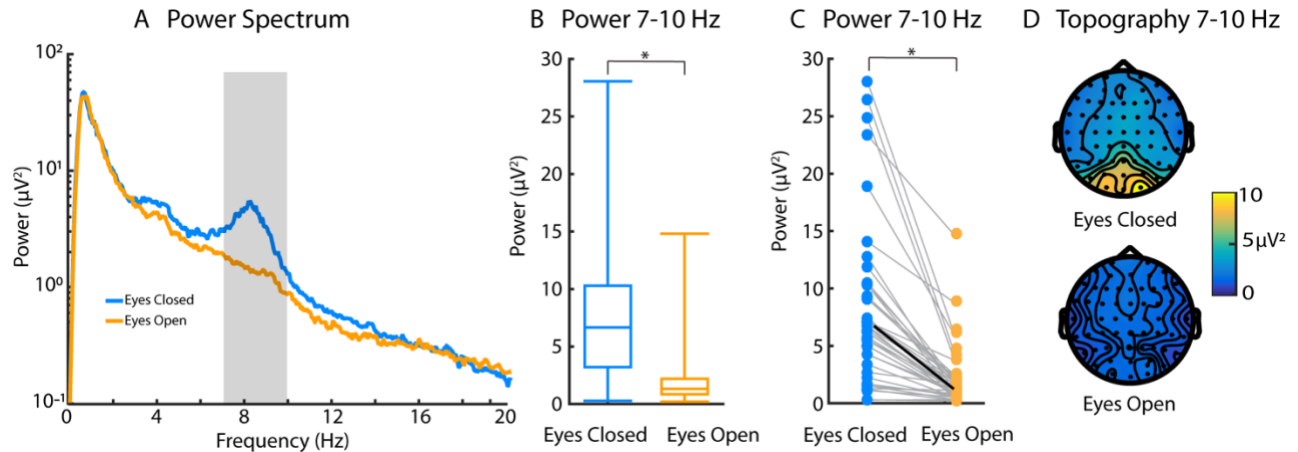 A Power Spectrum
B Power 7-10 Hz
C Power 7-10 Hz
D Topography 7-10 Hz
Power (µV²)
10²
10¹
10⁰
10⁻¹
Eyes Closed
Eyes Open
0 4 8 12 16 20
Frequency (Hz)
Power (µV²)
30
25
20
15
10
5
0
*
Eyes Closed Eyes Open
Power (µV²)
30
25
20
15
10
5
0
*
Eyes Closed Eyes Open
Eyes Closed
10
5µV²
0
Eyes Open